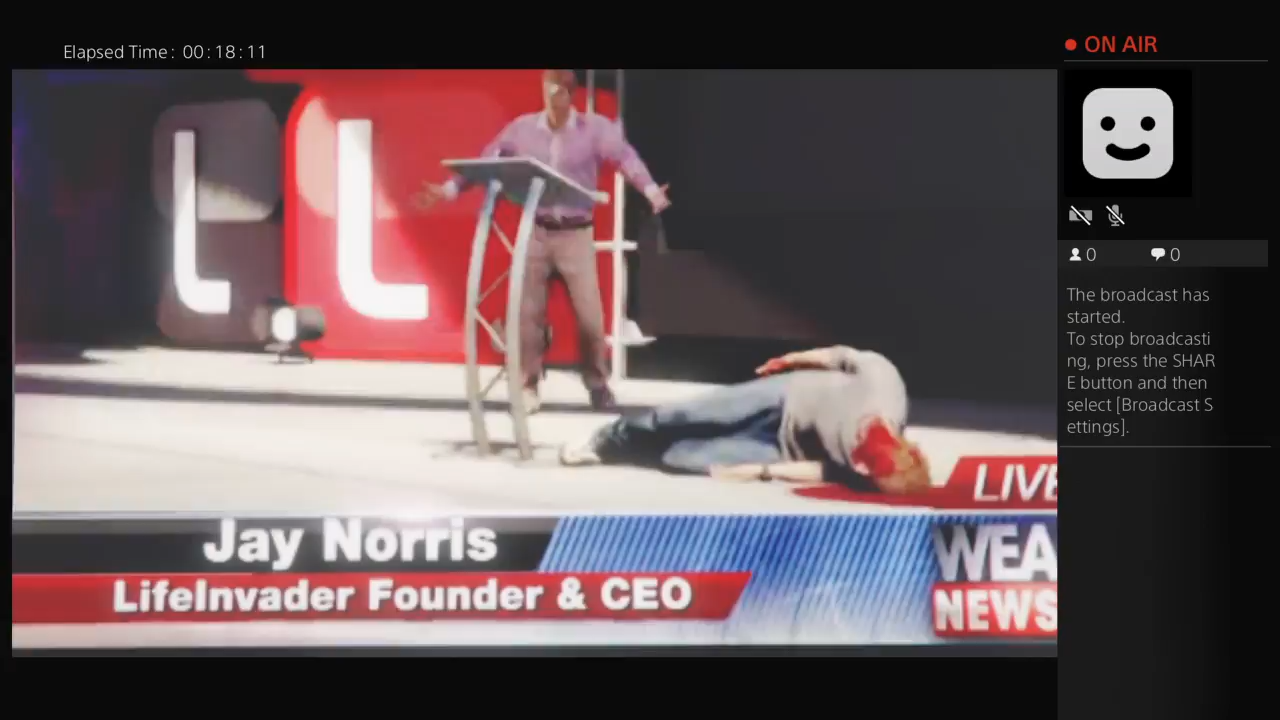 Elapsed Time: 00:18:11
ON AIR
L L
0 0
The broadcast has
started.
To stop broadcasti
ng, press the SHAR
E button and then
select [Broadcast S
ettings].
LIVE
Jay Norris
LifeInvader Founder & CEO
WEA
NEWS